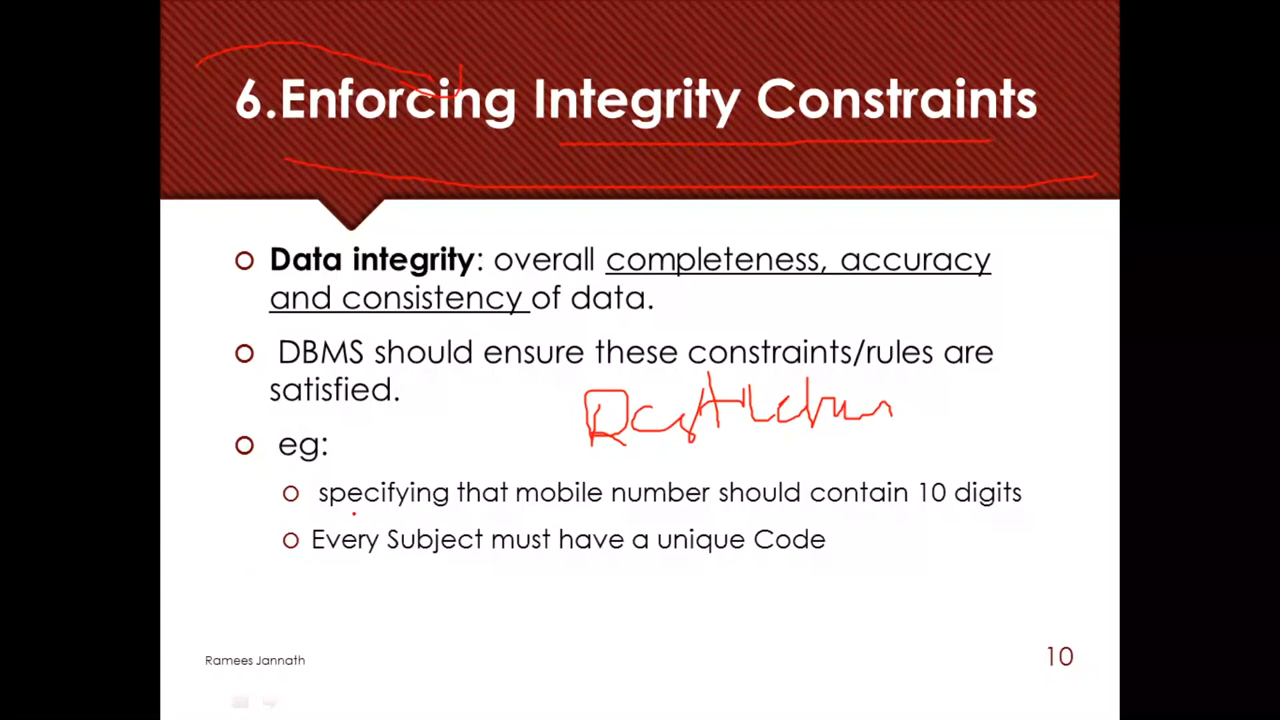 6.Enforcing Integrity Constraints
Data integrity: overall completeness, accuracy
and consistency of data.
DBMS should ensure these constraints/rules are
satisfied.
eg:
specifying that mobile number should contain 10 digits
Every Subject must have a unique Code
Ramees Jannath
10